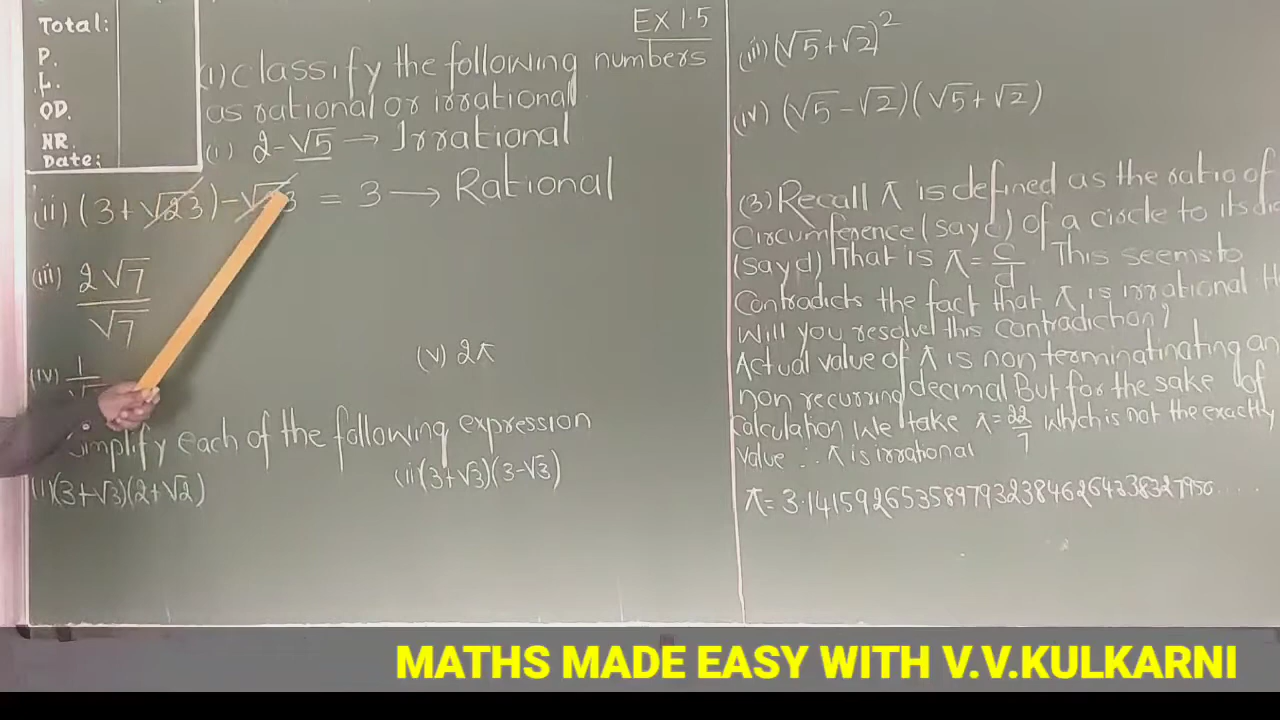 Total:
P.
L.
OD.
NR.
Date:
Ex 1.5
(1) Classify the following numbers
as rational or irrational
(i) 2-√5 → Irrational
(ii) (3+√23)-√23 = 3 → Rational
(iii) 2√7
√7
(iv) 1
(v) 2π
Simplify each of the following expression
(i)(3+√3)(2+√2)
(ii)(3+√3)(3-√3)
(iii) (√5+√2)²
(iv) (√5-√2)(√5+√2)
(3) Recall π is defined as the ratio of
Circumference (say c) of a circle to its
(say d) That is π= c/d This seems to
Contradicts the fact that π is irrational
Will you resolve this contradiction?
Actual value of π is non terminatinating an
non recurring decimal But for the sake of
Calculation we take π=22/7 which is not the exactly
value ∴ π is irrational
π= 3.14159265358979323846264338327950.....
MATHS MADE EASY WITH V.V.KULKARNI